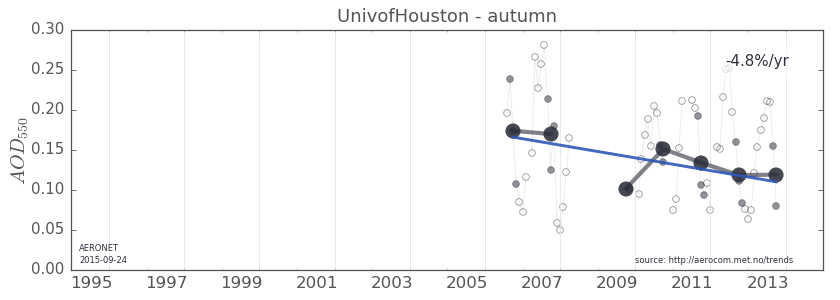 UnivofHouston - autumn
0.30
0.25
0.20
0.15
0.10
0.05
0.00
AOD550
-4.8%/yr
AERONET
2015-09-24
source: http://aerocom.met.no/trends
1995 1997 1999 2001 2003 2005 2007 2009 2011 2013